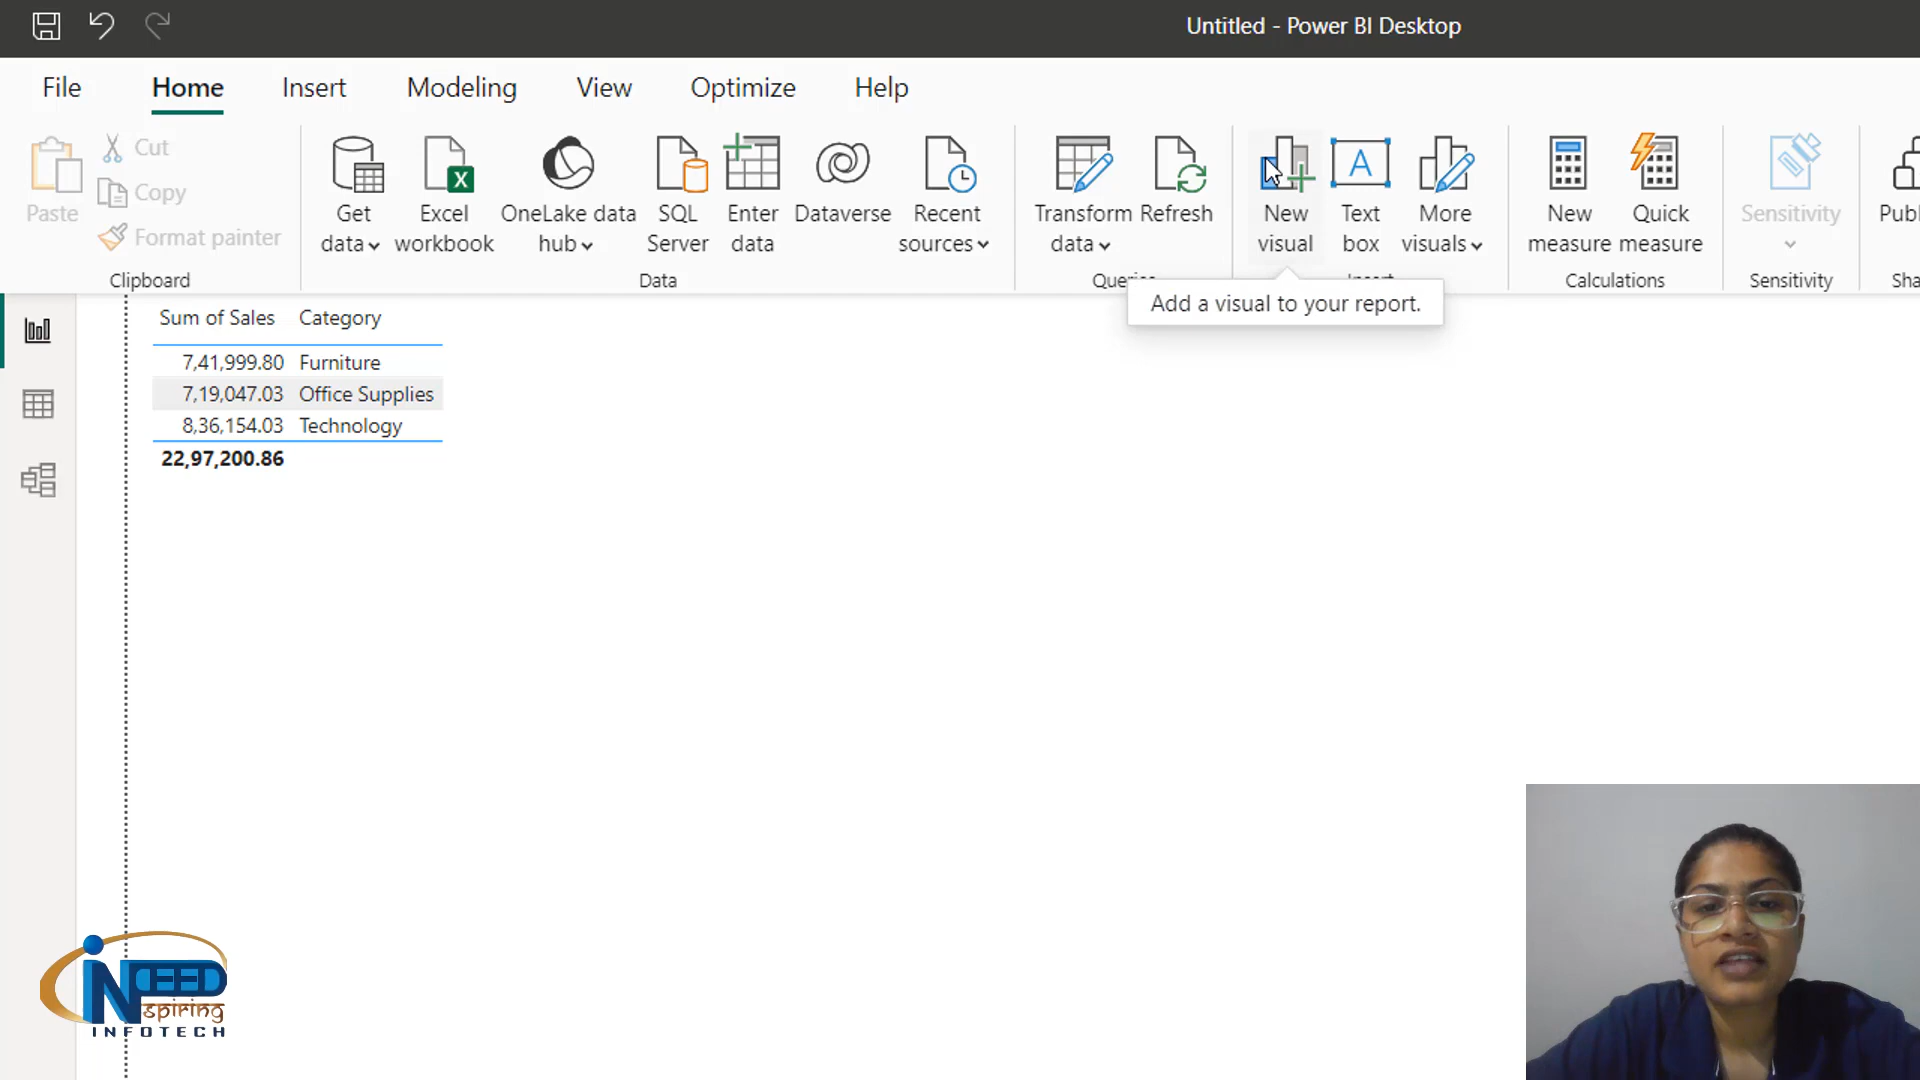 Untitled - Power BI Desktop
File Home Insert Modeling View Optimize Help
Paste
Cut
Copy
Format painter
Clipboard
Get data
Excel workbook
OneLake data hub
SQL Server
Enter data
Dataverse
Recent sources
Data
Transform data
Refresh
New visual
Text box
More visuals
New measure
Quick measure
Calculations
Sensitivity
Sensitivity
Add a visual to your report.
Sum of Sales Category
7,41,999.80 Furniture
7,19,047.03 Office Supplies
8,36,154.03 Technology
22,97,200.86
iNEED
Nspiring
INFOTECH